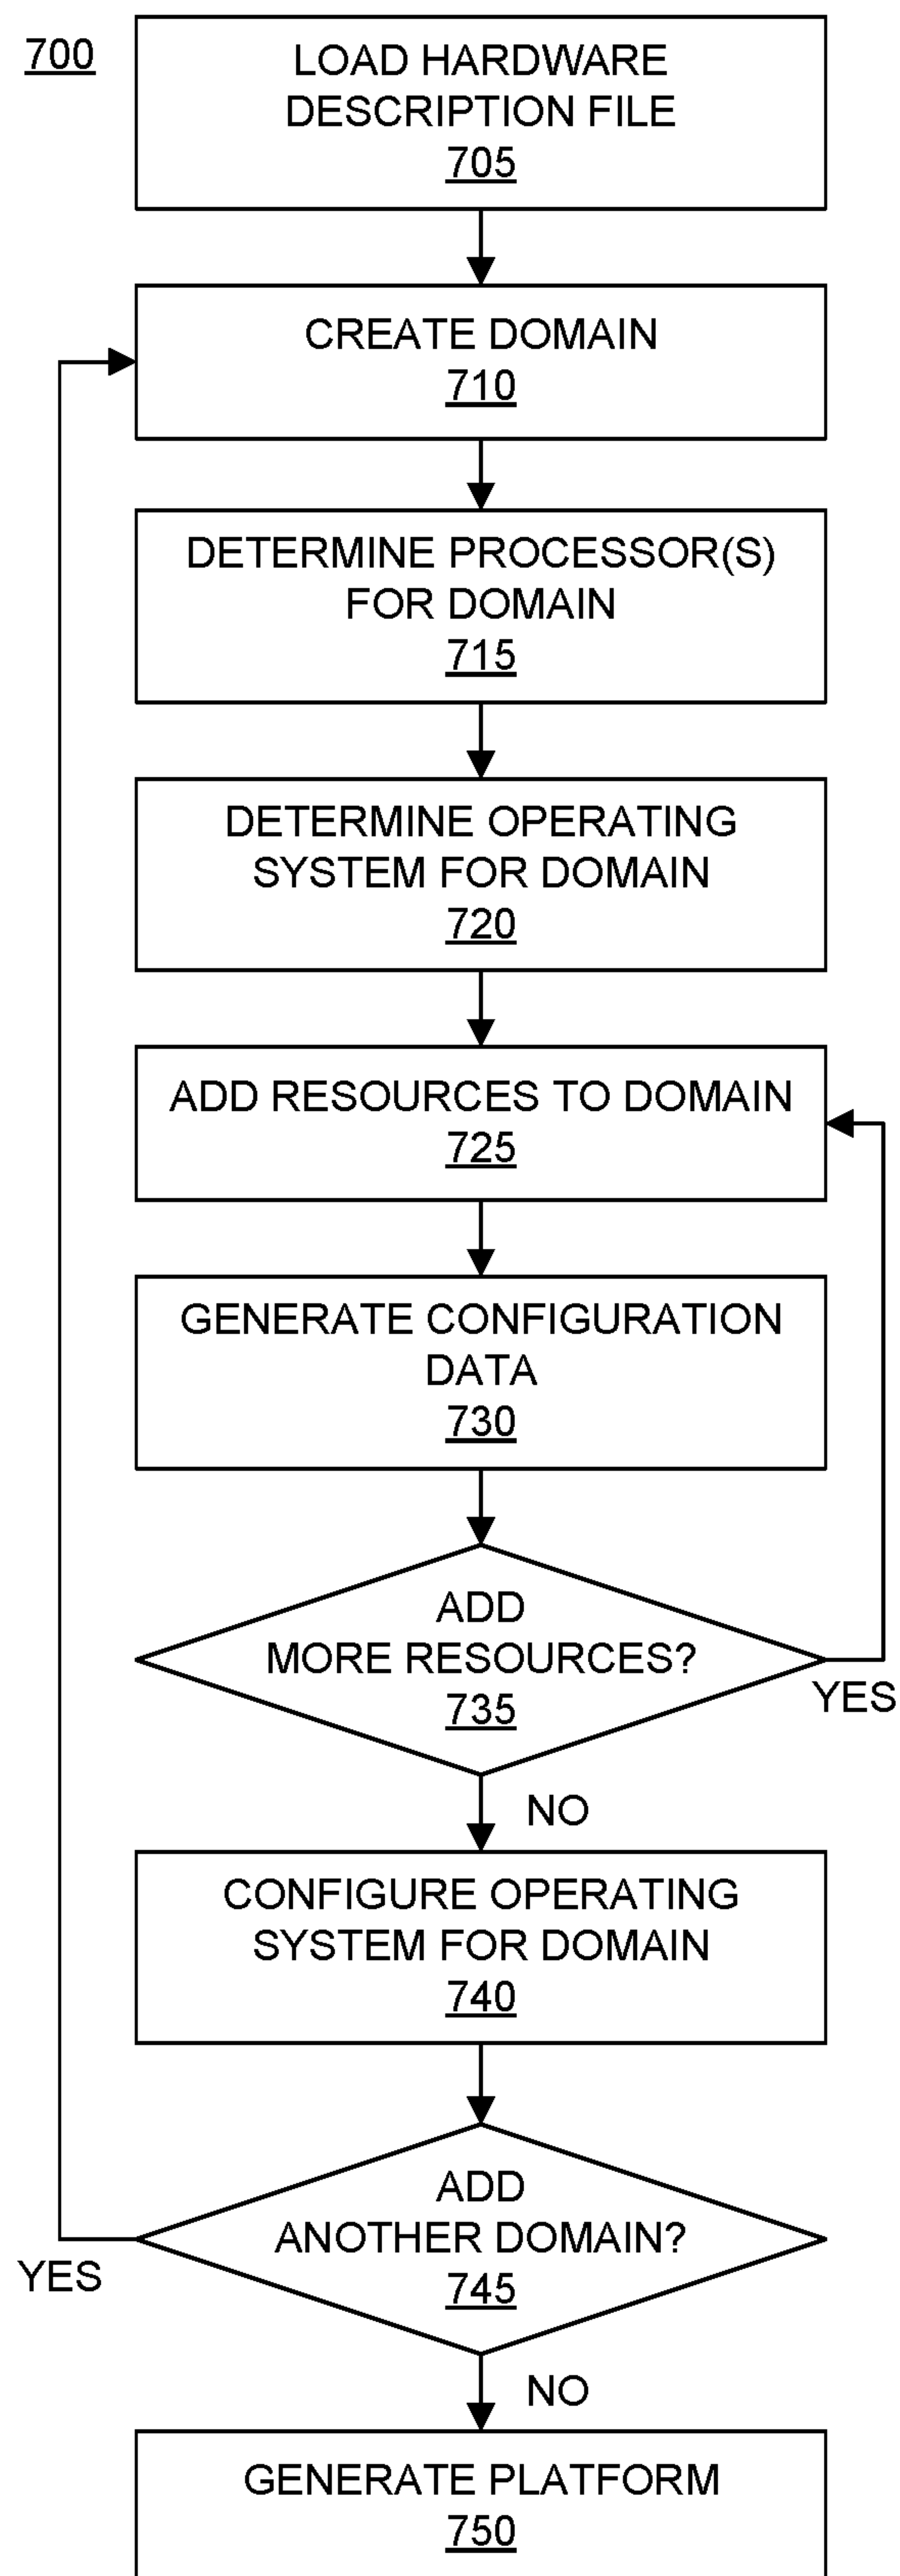 700
LOAD HARDWARE
DESCRIPTION FILE
705
CREATE DOMAIN
710
DETERMINE PROCESSOR(S)
FOR DOMAIN
715
DETERMINE OPERATING
SYSTEM FOR DOMAIN
720
ADD RESOURCES TO DOMAIN
725
GENERATE CONFIGURATION
DATA
730
ADD
MORE RESOURCES?
735
YES
NO
CONFIGURE OPERATING
SYSTEM FOR DOMAIN
740
ADD
ANOTHER DOMAIN?
745
YES
NO
GENERATE PLATFORM
750